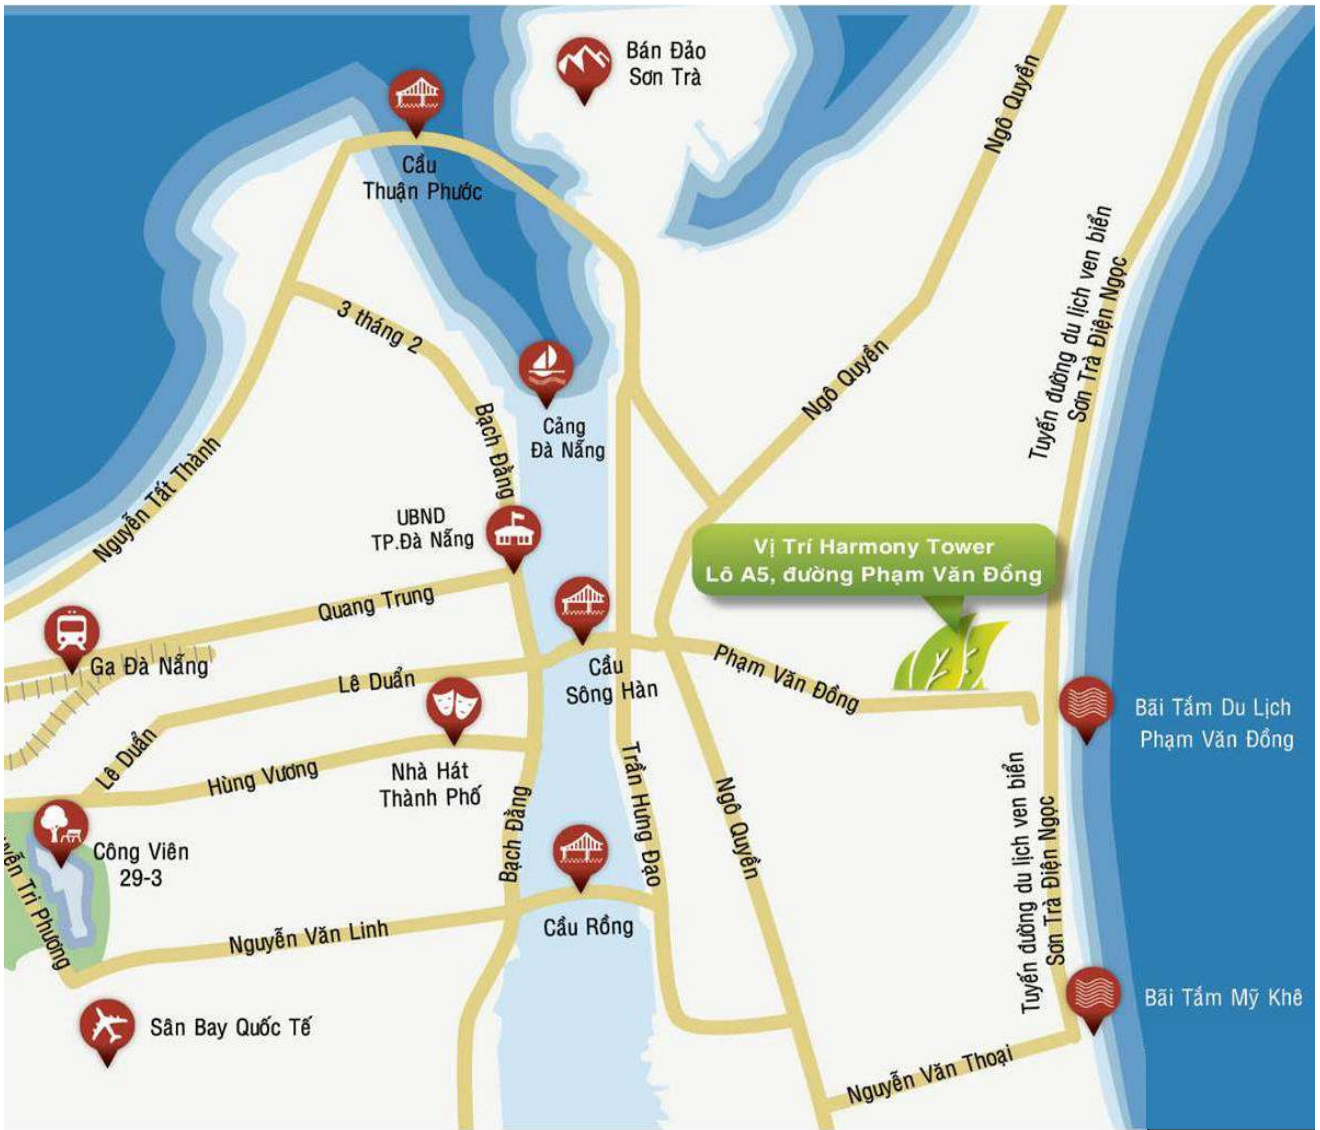 Bán Đảo
Sơn Trà
Ngô Quyền
Cầu
Thuận Phước
Tuyến đường du lịch ven biển
Sơn Trà Điện Ngọc
3 tháng 2
Ngô Quyền
Bạch Đằng
Cảng
Đà Nẵng
Nguyễn Tất Thành
UBND
TP.Đà Nẵng
Vị Trí Harmony Tower
Lô A5, đường Phạm Văn Đồng
Quang Trung
Ga Đà Nẵng
Lê Duẩn
Cầu
Sông Hàn
Phạm Văn Đồng
Bãi Tắm Du Lịch
Phạm Văn Đồng
Lê Duẩn
Hùng Vương
Nhà Hát
Thành Phố
Bạch Đằng
Trần Hưng Đạo
Ngô Quyền
Tuyến đường du lịch ven biển
Sơn Trà Điện Ngọc
Công Viên
29-3
yễn Tri Phương
Nguyễn Văn Linh
Cầu Rồng
Bãi Tắm Mỹ Khê
Sân Bay Quốc Tế
Nguyễn Văn Thoại